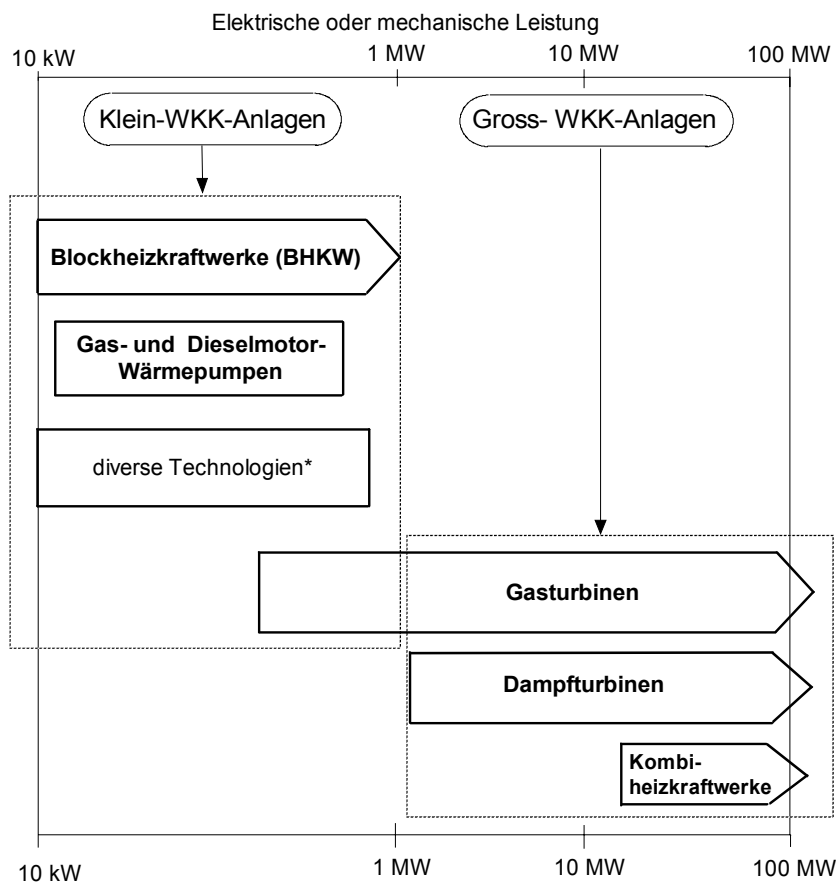 Elektrische oder mechanische Leistung
10 kW 1 MW 10 MW 100 MW
Klein-WKK-Anlagen
Gross- WKK-Anlagen
Blockheizkraftwerke (BHKW)
Gas- und Dieselmotor-
Wärmepumpen
diverse Technologien*
Gasturbinen
Dampfturbinen
Kombi-
heizkraftwerke
10 kW 1 MW 10 MW 100 MW